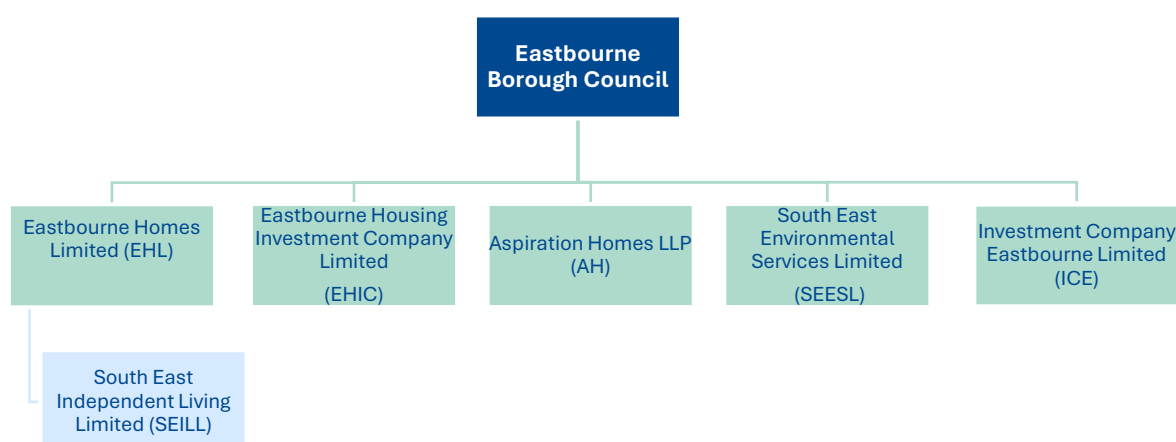 Eastbourne
Borough Council
Eastbourne Homes
Limited (EHL)
Eastbourne Housing
Investment Company
Limited
(EHIC)
Aspiration Homes LLP
(AH)
South East
Environmental
Services Limited
(SEESL)
Investment Company
Eastbourne Limited
(ICE)
South East
Independent Living
Limited (SEILL)